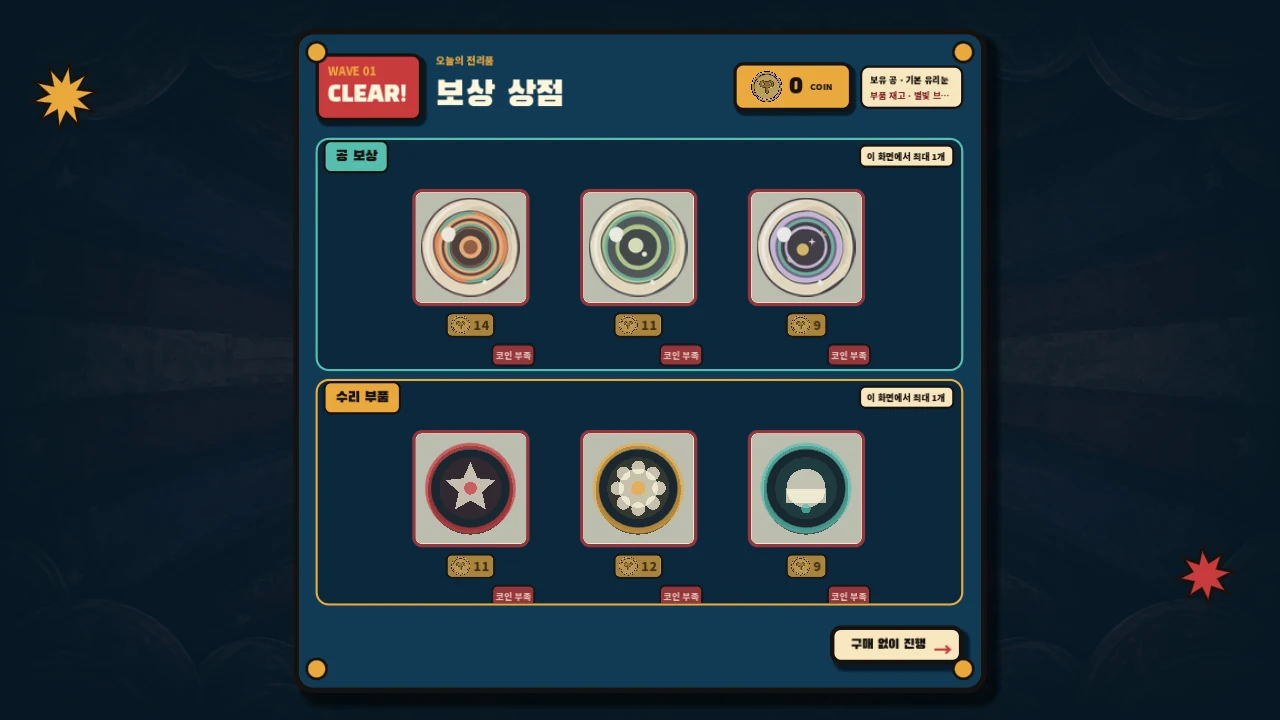 WAVE 01
CLEAR!
오늘의 전리품
보상 상점
0 COIN
보유 공 · 기본 유리눈
부품 재고 · 별빛 브…
공 보상
이 화면에서 최대 1개
14
11
9
코인 부족
코인 부족
코인 부족
수리 부품
이 화면에서 최대 1개
11
12
9
코인 부족
코인 부족
코인 부족
구매 없이 진행 →